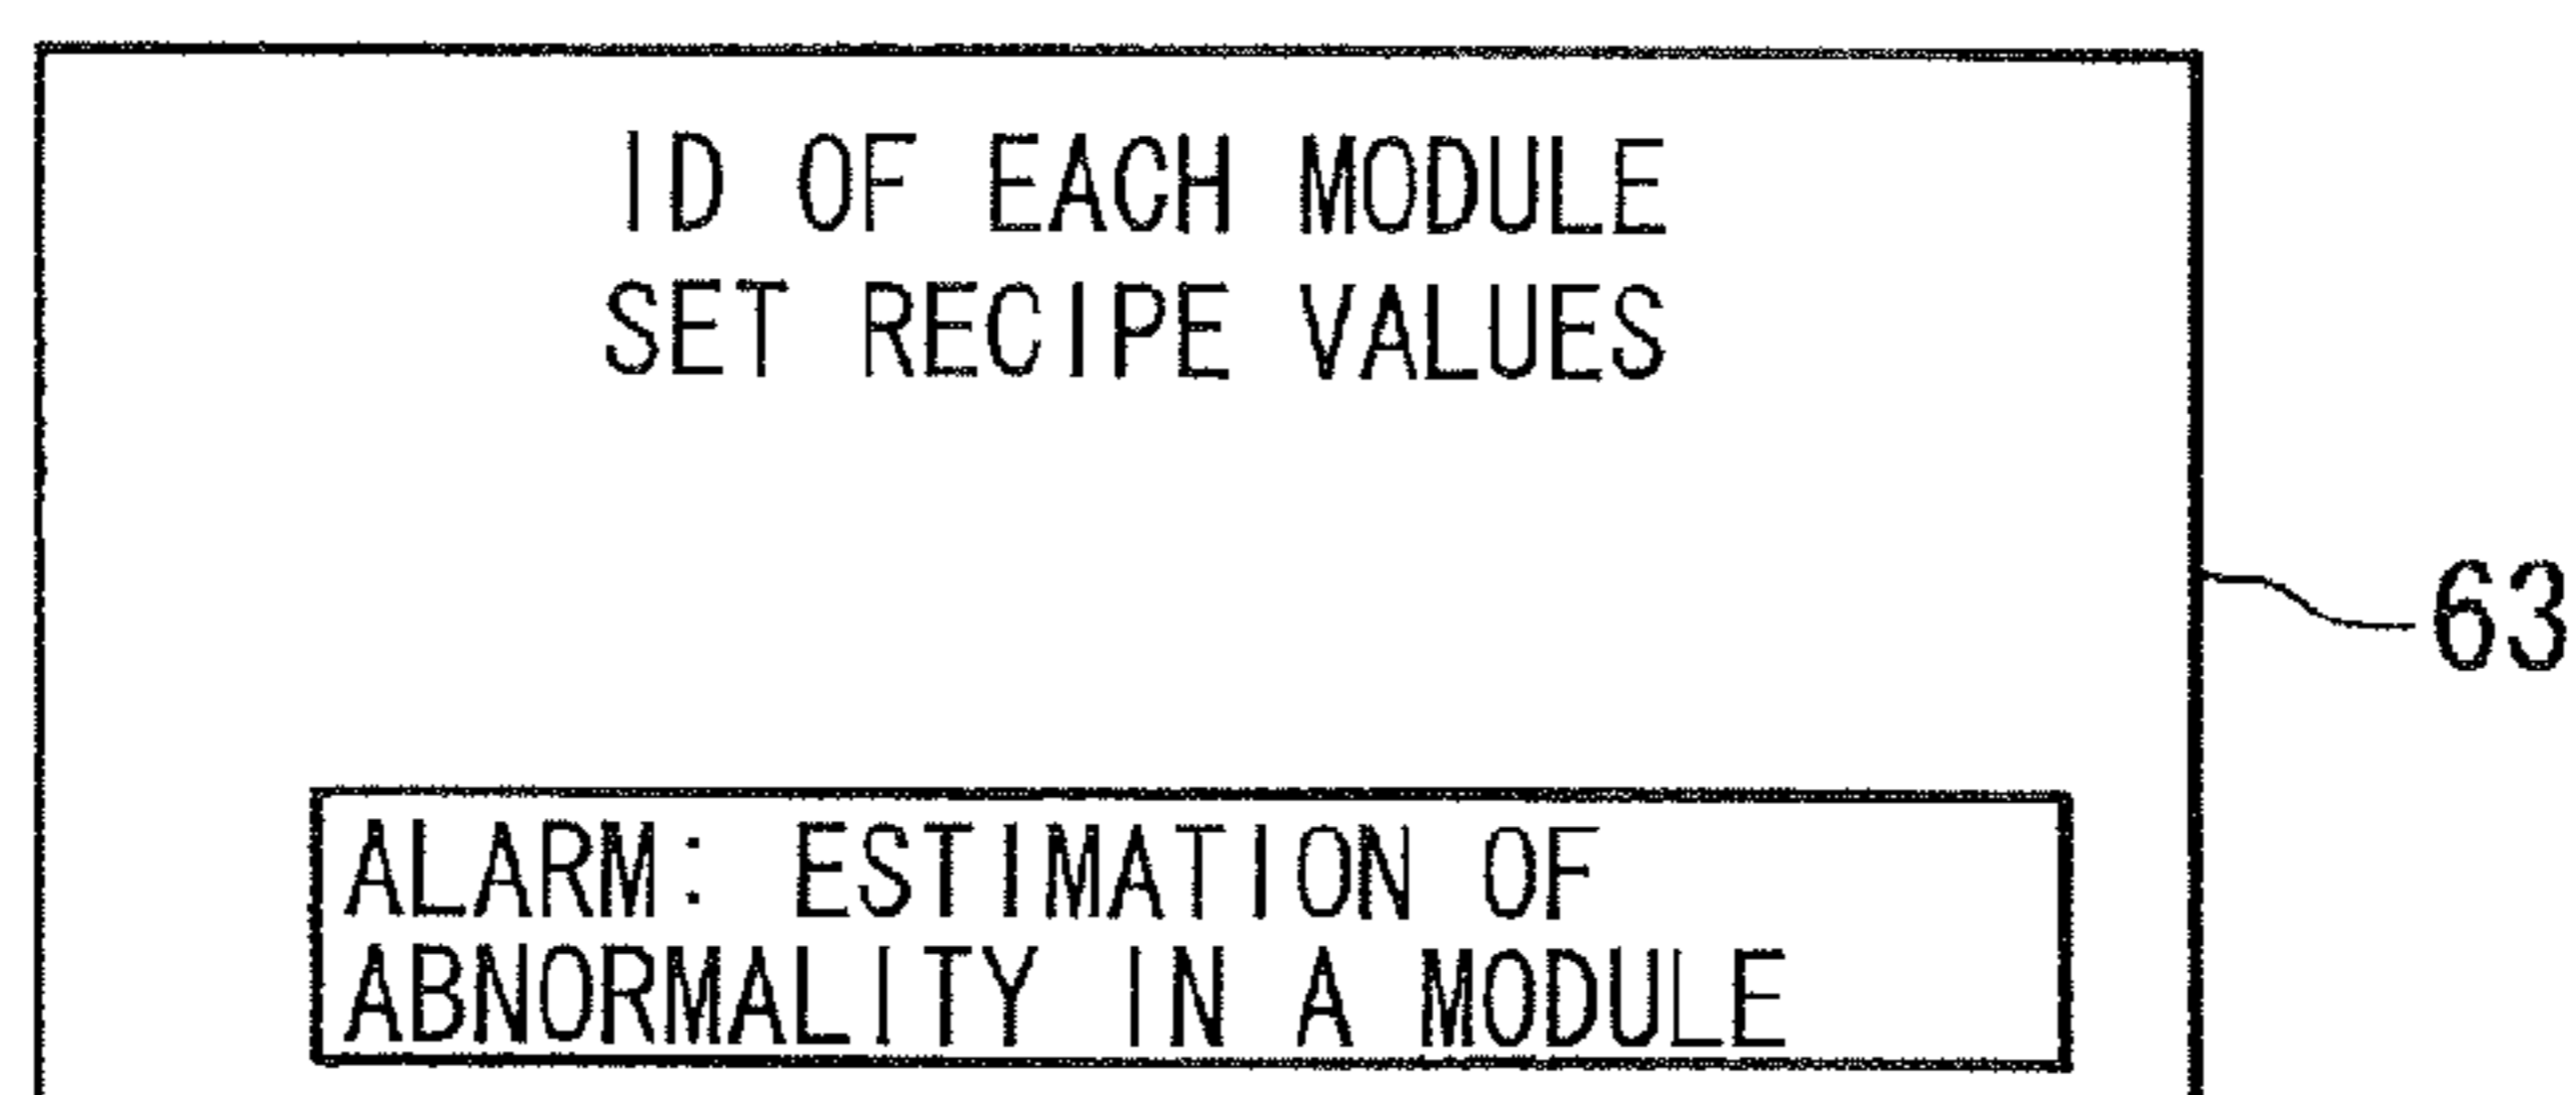 ID OF EACH MODULE
SET RECIPE VALUES
63
ALARM: ESTIMATION OF
ABNORMALITY IN A MODULE